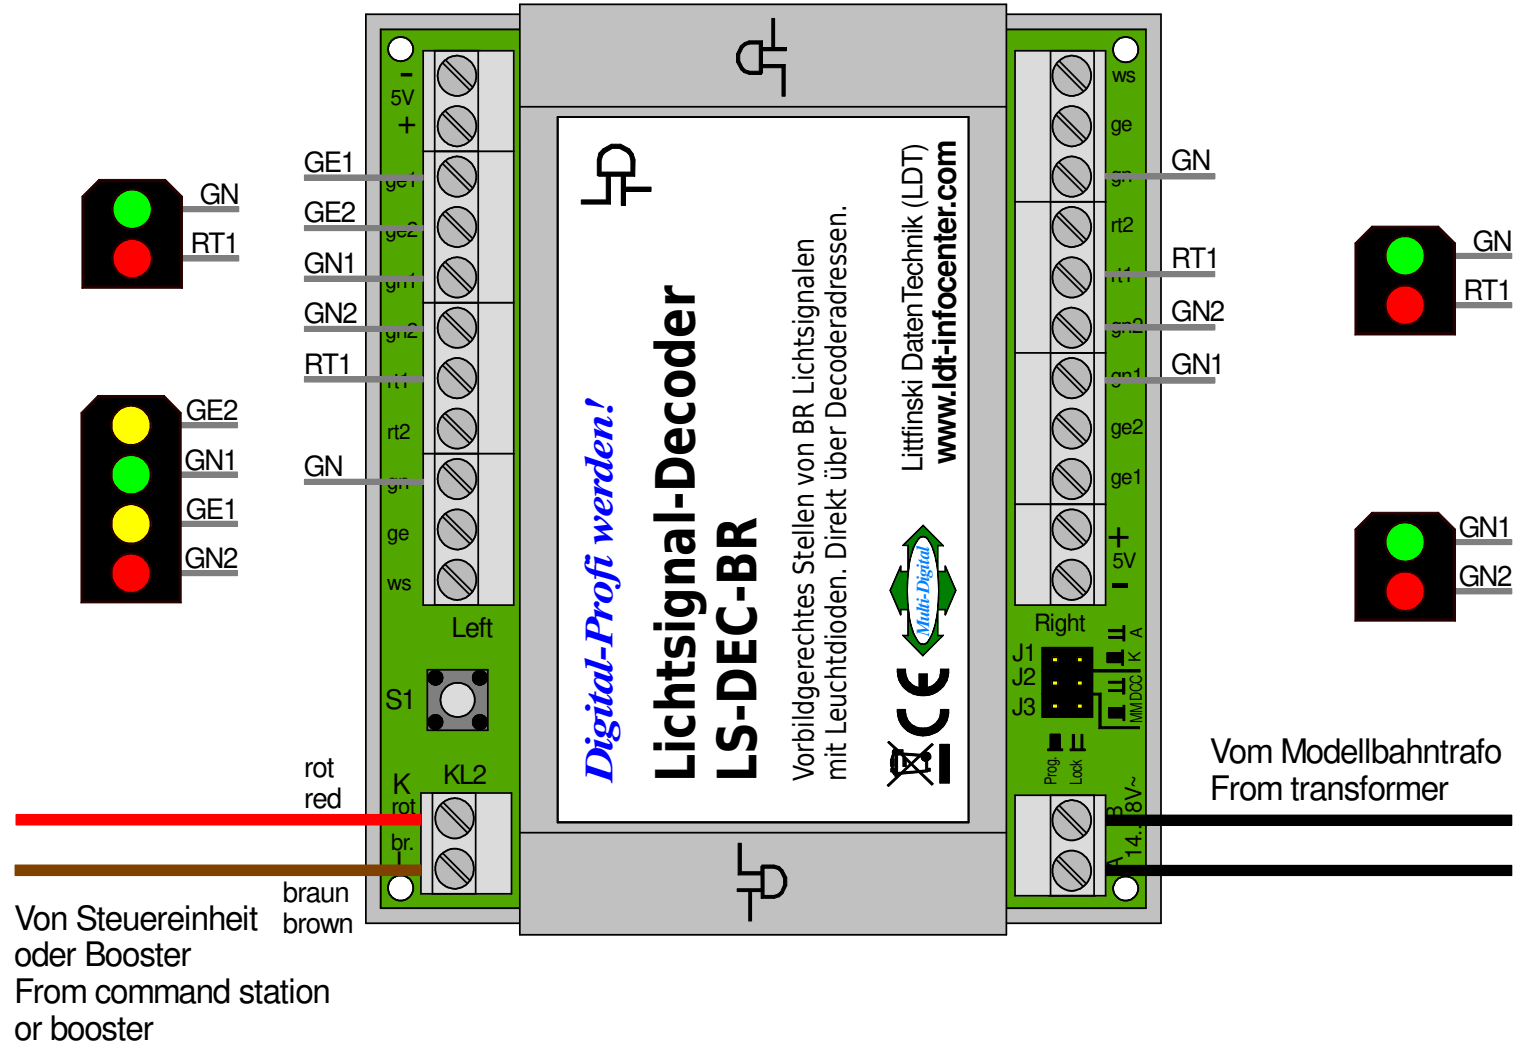 GN
RT1
GE2
GN1
GE1
GN2
GE1
GE2
GN1
GN2
RT1
GN
-
5V
+
ge1
ge2
gn1
gn2
rt1
rt2
gn
ge
ws
Left
S1
K
KL2
rot
br.
rot
red
braun
brown
Von Steuereinheit
oder Booster
From command station
or booster
Digital-Profi werden!
Lichtsignal-Decoder
LS-DEC-BR
Vorbildgerechtes Stellen von BR Lichtsignalen
mit Leuchtdioden. Direkt über Decoderadressen.
Littfinski DatenTechnik (LDT)
www.ldt-infocenter.com
Multi-Digital
CE
ws
ge
gn
rt2
rt1
gn2
gn1
ge2
ge1
+
5V
-
Right
J1
J2
J3
A
K
DCC
MM
Prog.
Lock
B
A
GN
RT1
GN2
GN1
GN
RT1
GN1
GN2
Vom Modellbahntrafo
From transformer